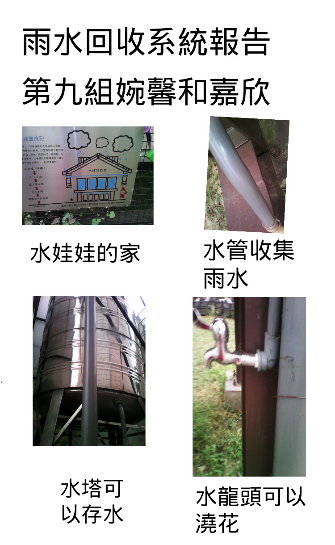 雨水回收系統報告
第九組婉馨和嘉欣
水娃娃的家
水管收集
雨水
水塔可
以存水
水龍頭可以
澆花